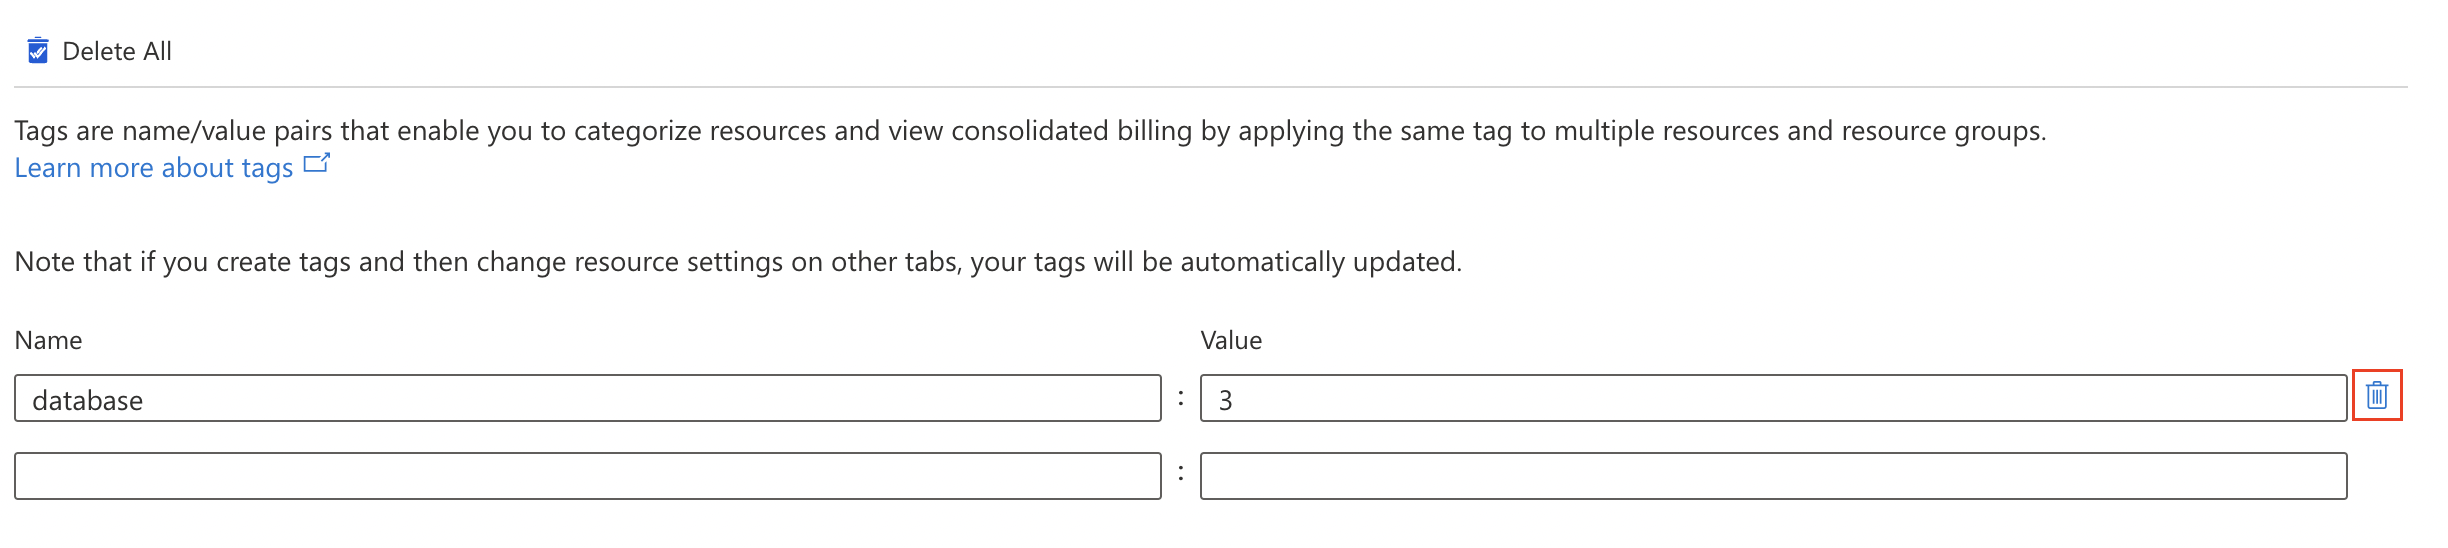 Delete All
Tags are name/value pairs that enable you to categorize resources and view consolidated billing by applying the same tag to multiple resources and resource groups.
Learn more about tags
Note that if you create tags and then change resource settings on other tabs, your tags will be automatically updated.
Name Value
database : 3
: